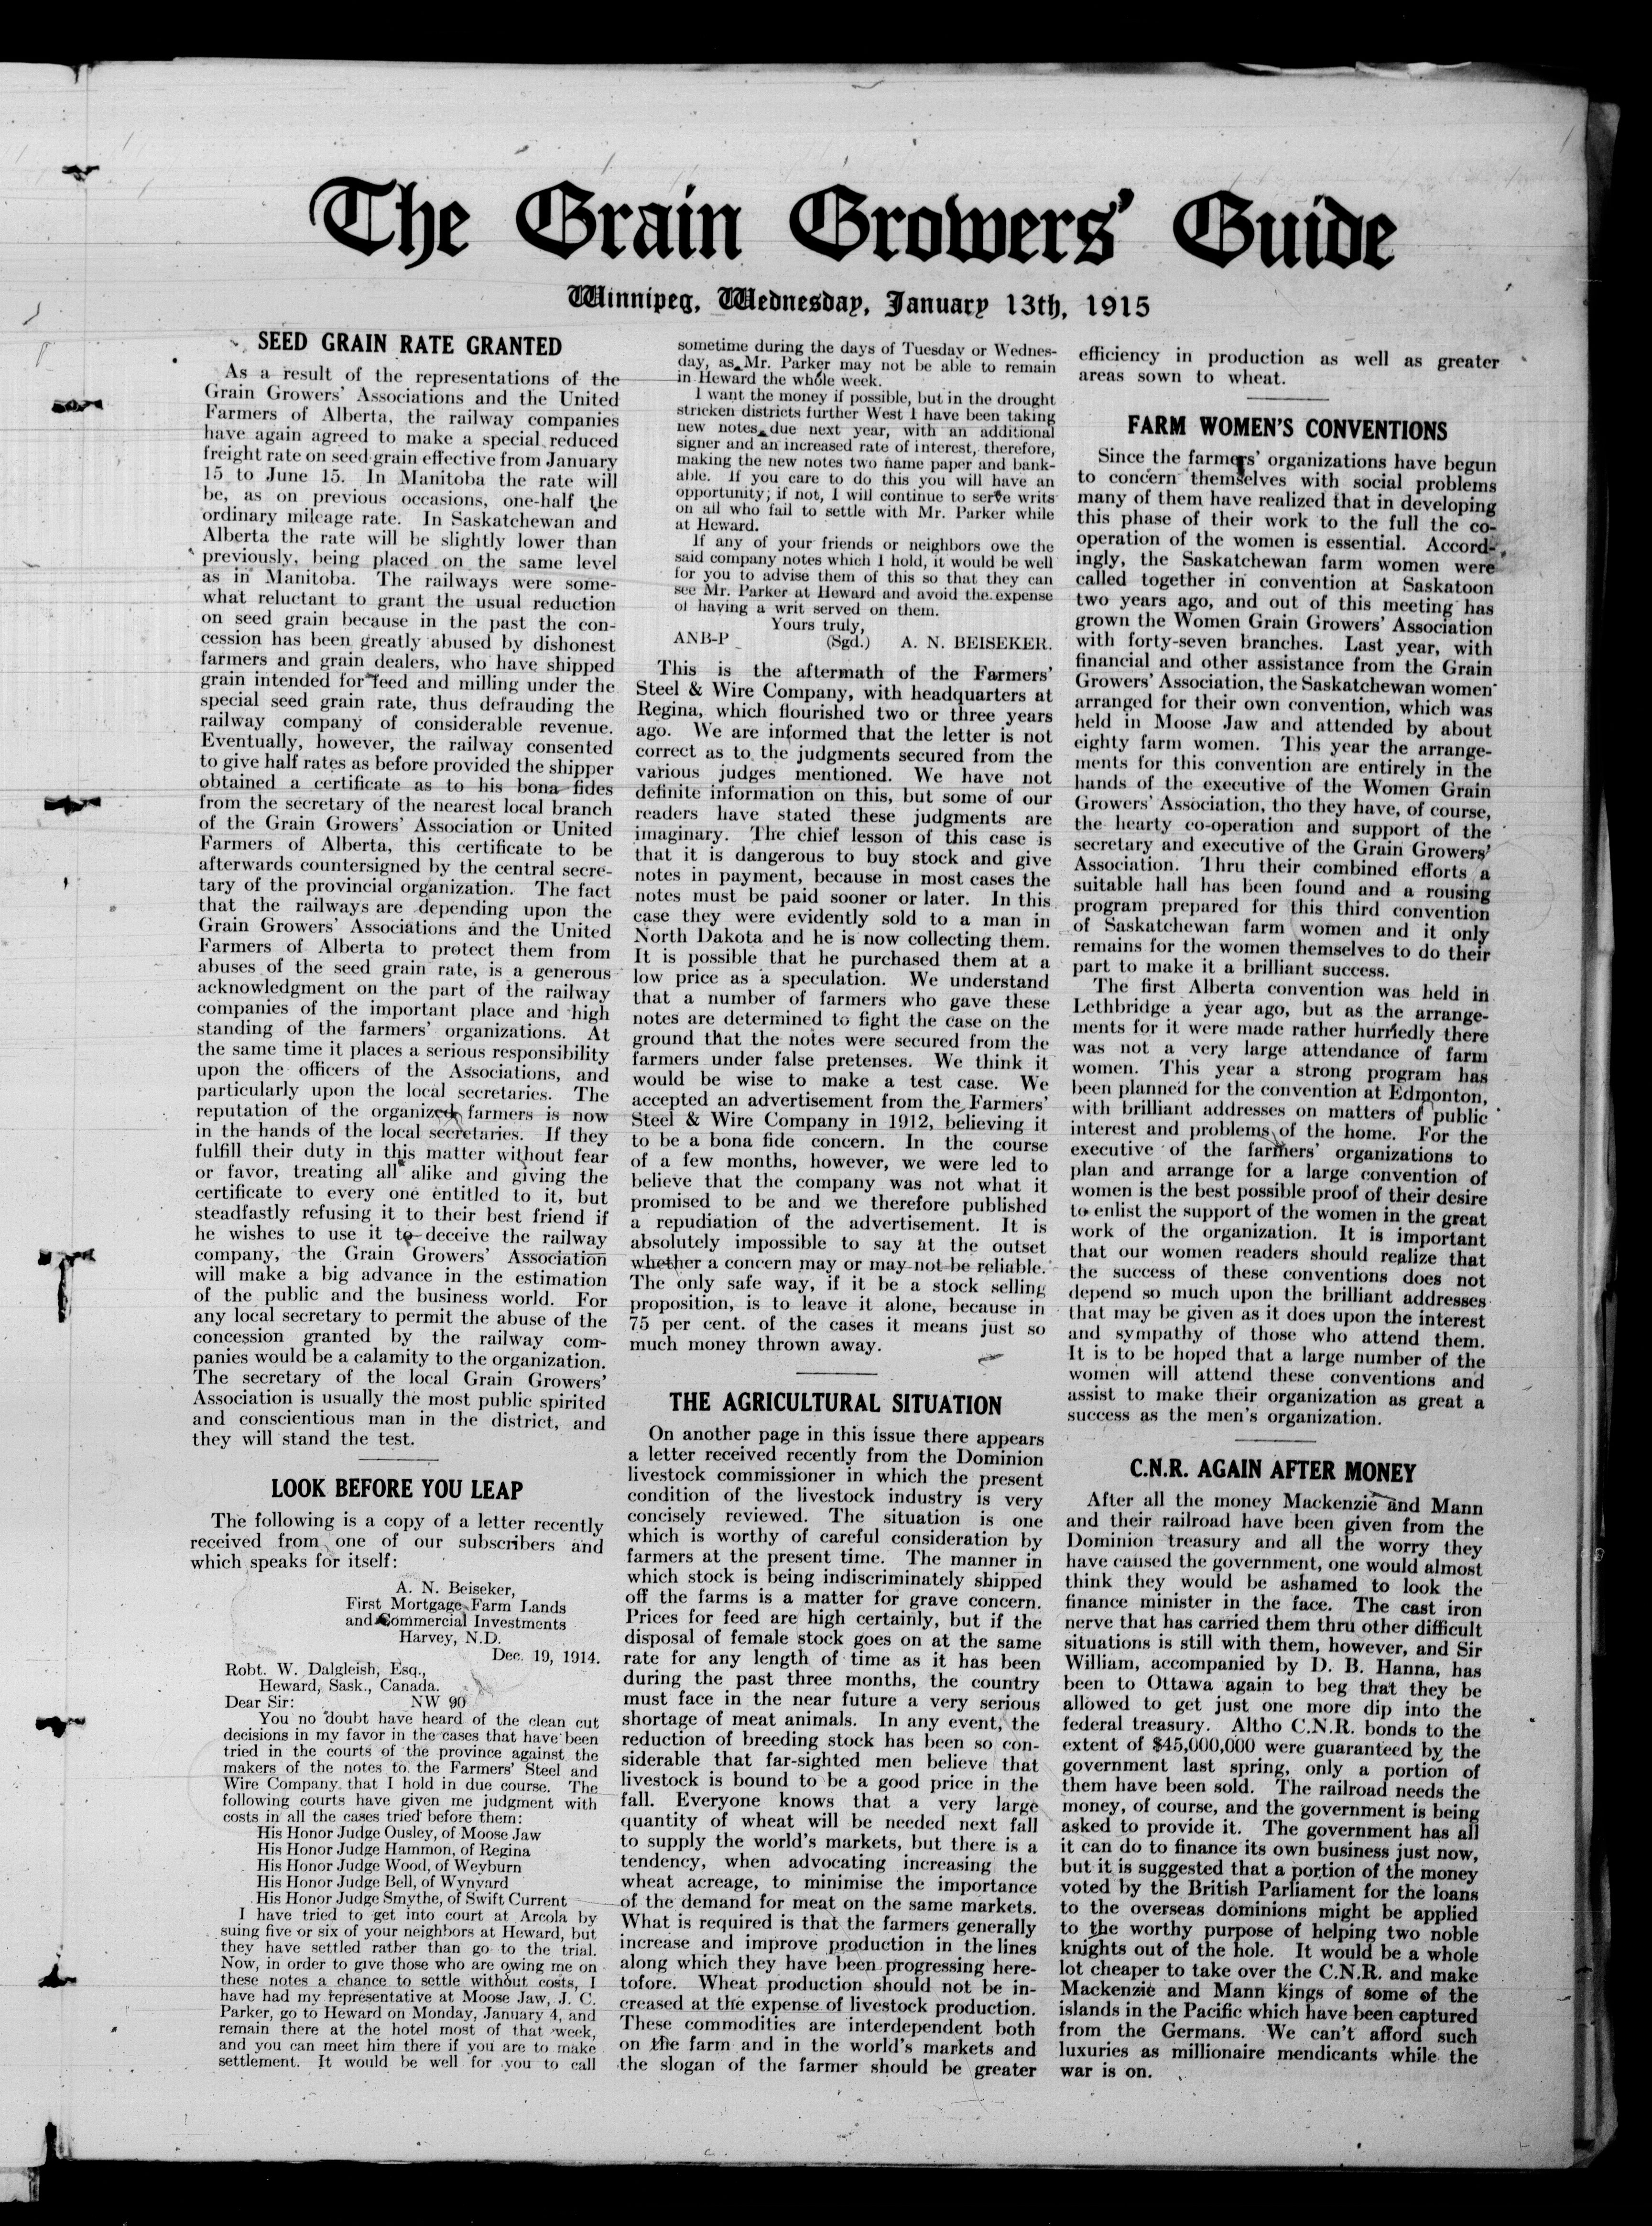 The Grain Growers' Guide
Winnipeg, Wednesday, January 13th, 1915
SEED GRAIN RATE GRANTED
As a result of the representations of the
Grain Growers' Associations and the United
Farmers of Alberta, the railway companies
have again agreed to make a special reduced
freight rate on seed grain effective from January
15 to June 15. In Manitoba the rate will
be, as on previous occasions, one-half the
ordinary mileage rate. In Saskatchewan and
Alberta the rate will be slightly lower than
previously, being placed on the same level
as in Manitoba. The railways were some-
what reluctant to grant the usual reduction
on seed grain because in the past the con-
cession has been greatly abused by dishonest
farmers and grain dealers, who have shipped
grain intended for feed and milling under the
special seed grain rate, thus defrauding the
railway company of considerable revenue.
Eventually, however, the railway consented
to give half rates as before provided the shipper
obtained a certificate as to his bona fides
from the secretary of the nearest local branch
of the Grain Growers' Association or United
Farmers of Alberta, this certificate to be
afterwards countersigned by the central secre-
tary of the provincial organization. The fact
that the railways are depending upon the
Grain Growers' Associations and the United
Farmers of Alberta to protect them from
abuses of the seed grain rate, is a generous
acknowledgment on the part of the railway
companies of the important place and high
standing of the farmers' organizations. At
the same time it places a serious responsibility
upon the officers of the Associations, and
particularly upon the local secretaries. The
reputation of the organized farmers is now
in the hands of the local secretaries. If they
fulfill their duty in this matter without fear
or favor, treating all alike and giving the
certificate to every one entitled to it, but
steadfastly refusing it to their best friend if
he wishes to use it to deceive the railway
company, the Grain Growers' Association
will make a big advance in the estimation
of the public and the business world. For
any local secretary to permit the abuse of the
concession granted by the railway com-
panies would be a calamity to the organization.
The secretary of the local Grain Growers'
Association is usually the most public spirited
and conscientious man in the district, and
they will stand the test.
LOOK BEFORE YOU LEAP
The following is a copy of a letter recently
received from one of our subscribers and
which speaks for itself:
A. N. Beiseker,
First Mortgage Farm Lands
and Commercial Investments
Harvey, N.D.
Dec. 19, 1914.
Robt. W. Dalgleish, Esq.,
Heward, Sask., Canada.
Dear Sir: NW 90
You no doubt have heard of the clean cut
decisions in my favor in the cases that have been
tried in the courts of the province against the
makers of the notes to the Farmers' Steel and
Wire Company that I hold in due course. The
following courts have given me judgment with
costs in all the cases tried before them:
His Honor Judge Ousley, of Moose Jaw
His Honor Judge Hammon, of Regina
His Honor Judge Wood, of Weyburn
His Honor Judge Bell, of Wynyard
His Honor Judge Smythe, of Swift Current
I have tried to get into court at Arcola by
suing five or six of your neighbors at Heward, but
they have settled rather than go to the trial.
Now, in order to give those who are owing me on
these notes a chance to settle without costs, I
have had my representative at Moose Jaw, J. C.
Parker, go to Heward on Monday, January 4, and
remain there at the hotel most of that week,
and you can meet him there if you are to make
settlement. It would be well for you to call
sometime during the days of Tuesday or Wednes-
day, as Mr. Parker may not be able to remain
in Heward the whole week.
I want the money if possible, but in the drought
stricken districts further West I have been taking
new notes due next year, with an additional
signer and an increased rate of interest, therefore,
making the new notes two name paper and bank-
able. If you care to do this you will have an
opportunity; if not, I will continue to serve writs
on all who fail to settle with Mr. Parker while
at Heward.
If any of your friends or neighbors owe the
said company notes which I hold, it would be well
for you to advise them of this so that they can
see Mr. Parker at Heward and avoid the expense
of having a writ served on them.
Yours truly,
ANB-P (Sgd.) A. N. BEISEKER.
This is the aftermath of the Farmers'
Steel & Wire Company, with headquarters at
Regina, which flourished two or three years
ago. We are informed that the letter is not
correct as to the judgments secured from the
various judges mentioned. We have not
definite information on this, but some of our
readers have stated these judgments are
imaginary. The chief lesson of this case is
that it is dangerous to buy stock and give
notes in payment, because in most cases the
notes must be paid sooner or later. In this
case they were evidently sold to a man in
North Dakota and he is now collecting them.
It is possible that he purchased them at a
low price as a speculation. We understand
that a number of farmers who gave these
notes are determined to fight the case on the
ground that the notes were secured from the
farmers under false pretenses. We think it
would be wise to make a test case. We
accepted an advertisement from the Farmers'
Steel & Wire Company in 1912, believing it
to be a bona fide concern. In the course
of a few months, however, we were led to
believe that the company was not what it
promised to be and we therefore published
a repudiation of the advertisement. It is
absolutely impossible to say at the outset
whether a concern may or may not be reliable.
The only safe way, if it be a stock selling
proposition, is to leave it alone, because in
75 per cent. of the cases it means just so
much money thrown away.
THE AGRICULTURAL SITUATION
On another page in this issue there appears
a letter received recently from the Dominion
livestock commissioner in which the present
condition of the livestock industry is very
concisely reviewed. The situation is one
which is worthy of careful consideration by
farmers at the present time. The manner in
which stock is being indiscriminately shipped
off the farms is a matter for grave concern.
Prices for feed are high certainly, but if the
disposal of female stock goes on at the same
rate for any length of time as it has been
during the past three months, the country
must face in the near future a very serious
shortage of meat animals. In any event, the
reduction of breeding stock has been so con-
siderable that far-sighted men believe that
livestock is bound to be a good price in the
fall. Everyone knows that a very large
quantity of wheat will be needed next fall
to supply the world's markets, but there is a
tendency, when advocating increasing the
wheat acreage, to minimise the importance
of the demand for meat on the same markets.
What is required is that the farmers generally
increase and improve production in the lines
along which they have been progressing here-
tofore. Wheat production should not be in-
creased at the expense of livestock production.
These commodities are interdependent both
on the farm and in the world's markets and
the slogan of the farmer should be greater
efficiency in production as well as greater
areas sown to wheat.
FARM WOMEN'S CONVENTIONS
Since the farmers' organizations have begun
to concern themselves with social problems
many of them have realized that in developing
this phase of their work to the full the co-
operation of the women is essential. Accord-
ingly, the Saskatchewan farm women were
called together in convention at Saskatoon
two years ago, and out of this meeting has
grown the Women Grain Growers' Association
with forty-seven branches. Last year, with
financial and other assistance from the Grain
Growers' Association, the Saskatchewan women
arranged for their own convention, which was
held in Moose Jaw and attended by about
eighty farm women. This year the arrange-
ments for this convention are entirely in the
hands of the executive of the Women Grain
Growers' Association, tho they have, of course,
the hearty co-operation and support of the
secretary and executive of the Grain Growers'
Association. Thru their combined efforts a
suitable hall has been found and a rousing
program prepared for this third convention
of Saskatchewan farm women and it only
remains for the women themselves to do their
part to make it a brilliant success.
The first Alberta convention was held in
Lethbridge a year ago, but as the arrange-
ments for it were made rather hurriedly there
was not a very large attendance of farm
women. This year a strong program has
been planned for the convention at Edmonton,
with brilliant addresses on matters of public
interest and problems of the home. For the
executive of the farmers' organizations to
plan and arrange for a large convention of
women is the best possible proof of their desire
to enlist the support of the women in the great
work of the organization. It is important
that our women readers should realize that
the success of these conventions does not
depend so much upon the brilliant addresses
that may be given as it does upon the interest
and sympathy of those who attend them.
It is to be hoped that a large number of the
women will attend these conventions and
assist to make their organization as great a
success as the men's organization.
C.N.R. AGAIN AFTER MONEY
After all the money Mackenzie and Mann
and their railroad have been given from the
Dominion treasury and all the worry they
have caused the government, one would almost
think they would be ashamed to look the
finance minister in the face. The cast iron
nerve that has carried them thru other difficult
situations is still with them, however, and Sir
William, accompanied by D. B. Hanna, has
been to Ottawa again to beg that they be
allowed to get just one more dip into the
federal treasury. Altho C.N.R. bonds to the
extent of $45,000,000 were guaranteed by the
government last spring, only a portion of
them have been sold. The railroad needs the
money, of course, and the government is being
asked to provide it. The government has all
it can do to finance its own business just now,
but it is suggested that a portion of the money
voted by the British Parliament for the loans
to the overseas dominions might be applied
to the worthy purpose of helping two noble
knights out of the hole. It would be a whole
lot cheaper to take over the C.N.R. and make
Mackenzie and Mann kings of some of the
islands in the Pacific which have been captured
from the Germans. We can't afford such
luxuries as millionaire mendicants while the
war is on.